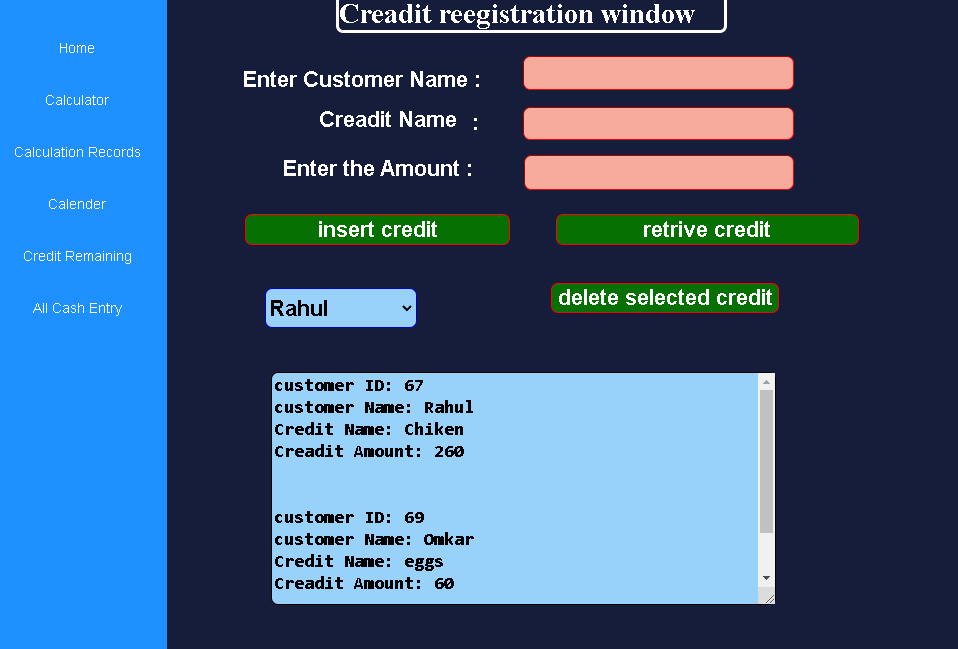 Creadit reegistration window
Home
Calculator
Calculation Records
Calender
Credit Remaining
All Cash Entry
Enter Customer Name :
Creadit Name :
Enter the Amount :
insert credit
retrive credit
Rahul
delete selected credit
customer ID: 67
customer Name: Rahul
Credit Name: Chiken
Creadit Amount: 260
customer ID: 69
customer Name: Omkar
Credit Name: eggs
Creadit Amount: 60